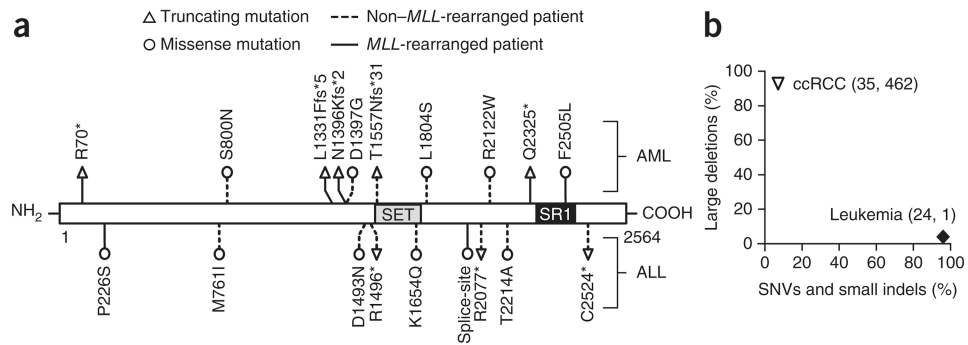 a
Truncating mutation
Non–MLL-rearranged patient
Missense mutation
MLL-rearranged patient
R70*
S800N
L1331Ffs*5
N1396Kfs*2
D1397G
T1557Nfs*31
L1804S
R2122W
Q2325*
F2505L
AML
NH2
SET
SR1
COOH
1
2564
P226S
M761I
D1493N
R1496*
K1654Q
Splice-site
R2077*
T2214A
C2524*
ALL
b
Large deletions (%)
100
80
60
40
20
0
ccRCC (35, 462)
Leukemia (24, 1)
0 20 40 60 80 100
SNVs and small indels (%)